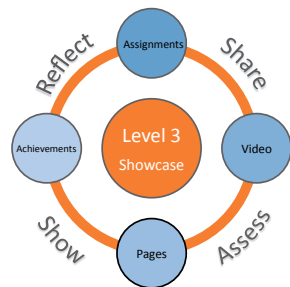 Assignments
Reflect
Share
Level 3
Showcase
Achievements
Video
Show
Assess
Pages